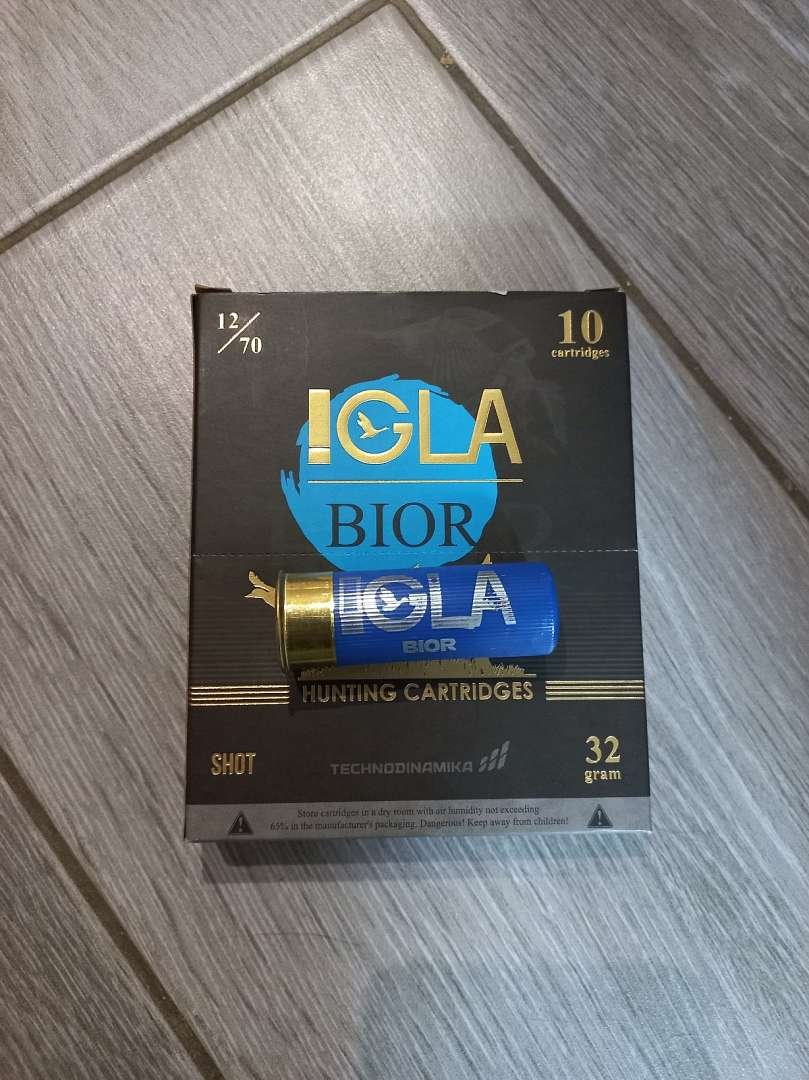 12/70
10
cartridges
IGLA
BIOR
IGLA
BIOR
HUNTING CARTRIDGES
SHOT
TECHNODINAMIKA
32
gram
Store cartridges in a dry room with air humidity not exceeding
65% in the manufacturer's packaging. Dangerous! Keep away from children!